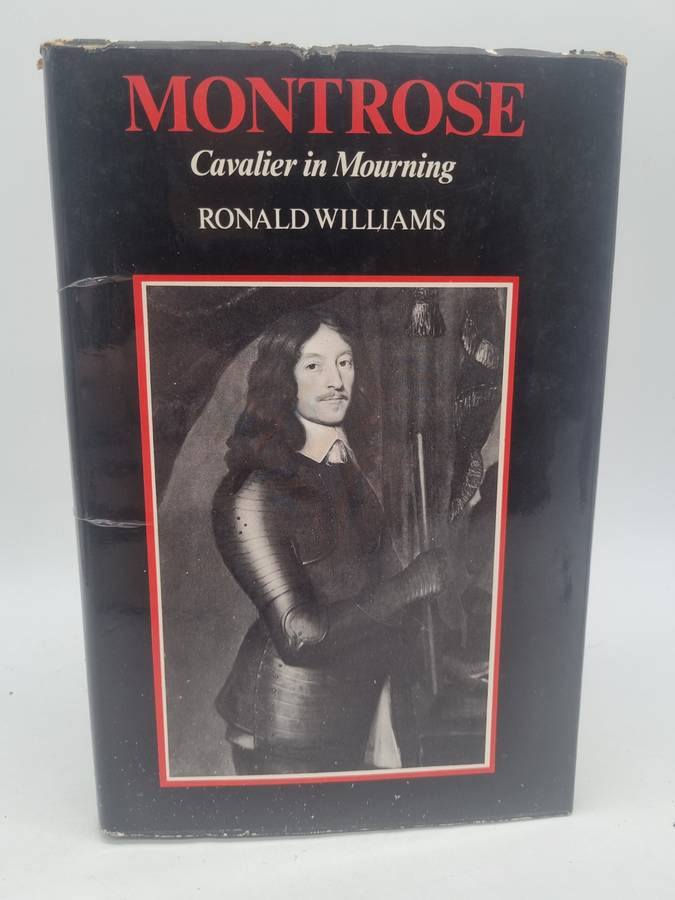 MONTROSE
Cavalier in Mourning
RONALD WILLIAMS